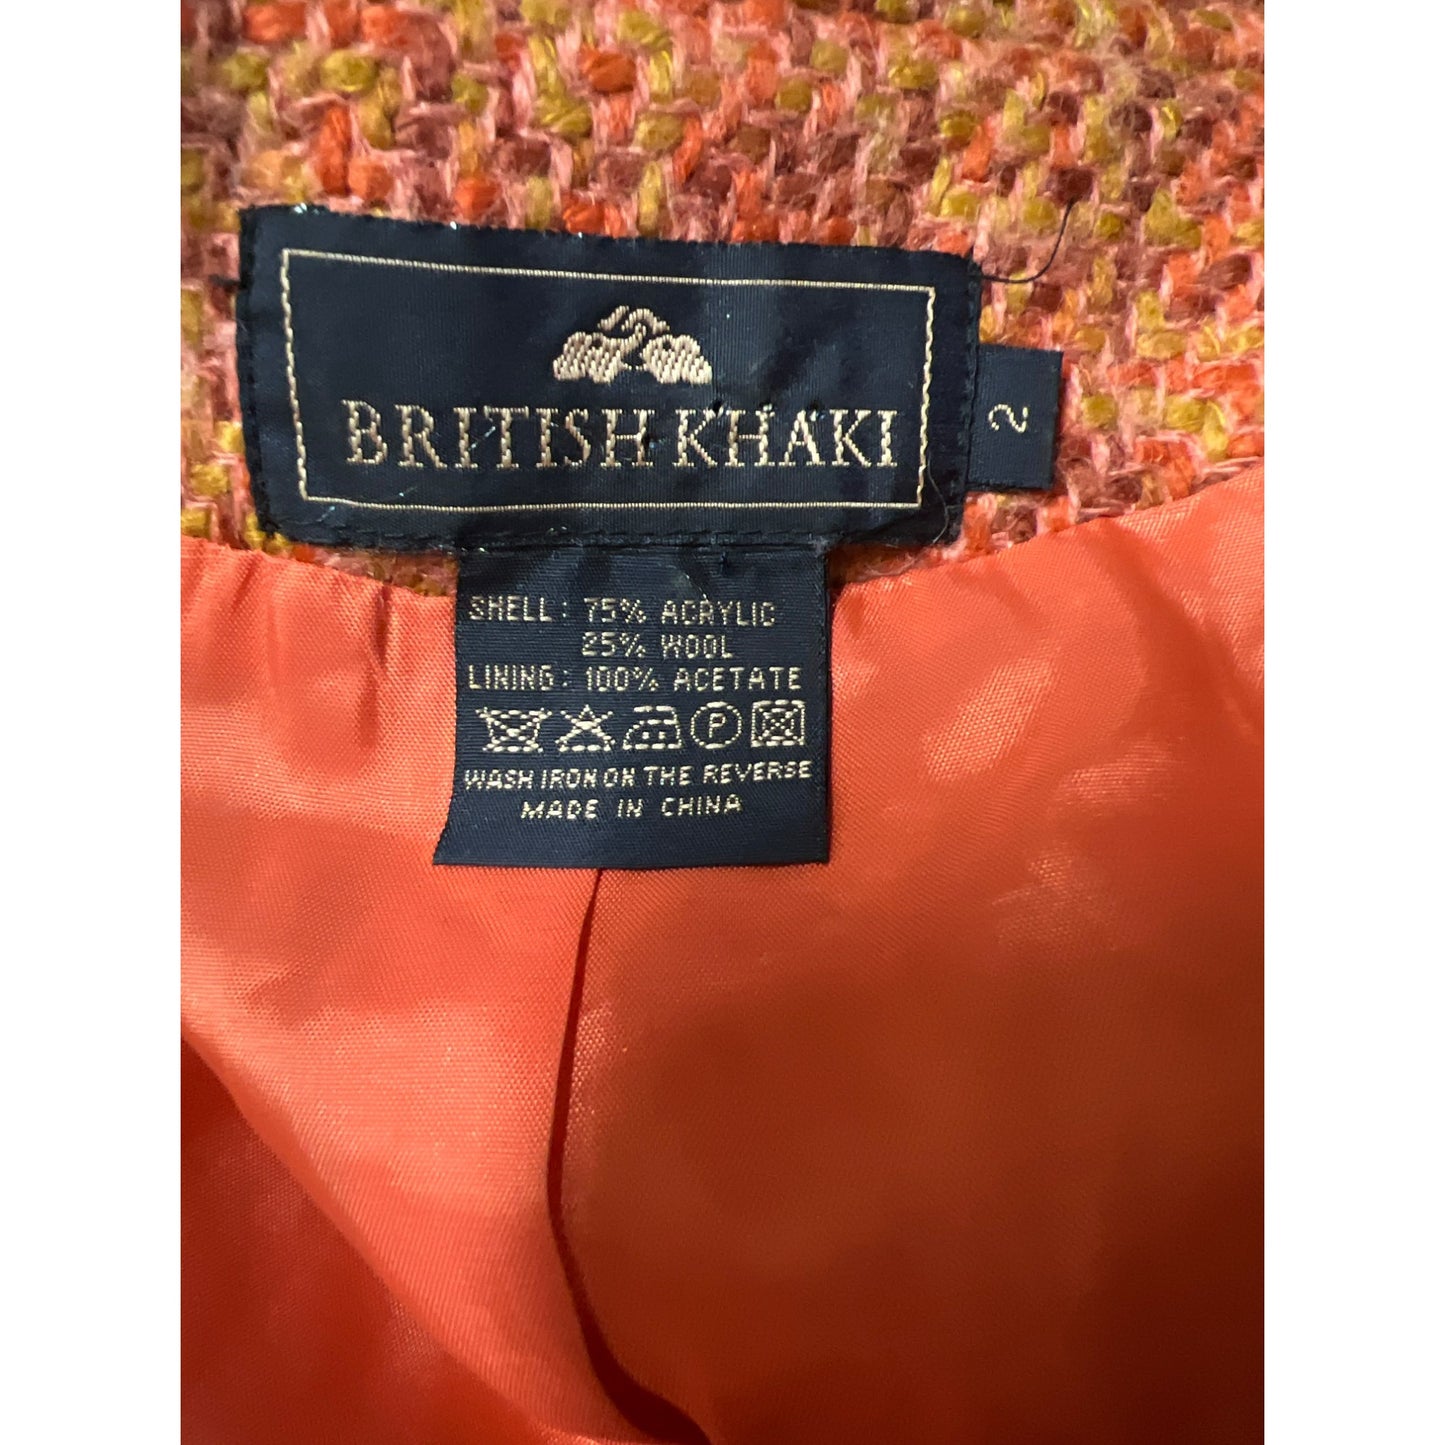 BRITISH KHAKI
2
SHELL: 75% ACRYLIC
25% WOOL
LINING: 100% ACETATE
P
WASH IRON ON THE REVERSE
MADE IN CHINA